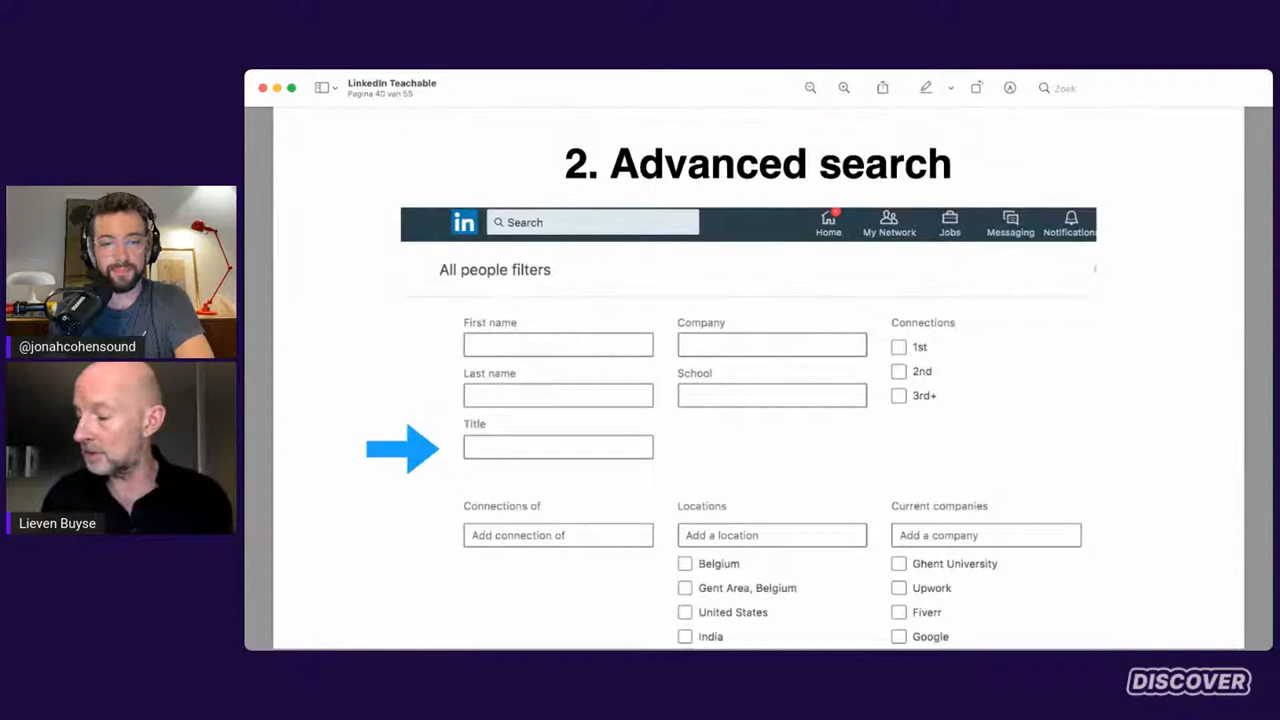 LinkedIn Teachable
Pagina 40 van 55
Zoek
2. Advanced search
in
Search
Home
My Network
Jobs
Messaging
Notification
All people filters
First name
Company
Connections
1st
Last name
School
2nd
3rd+
Title
Connections of
Locations
Current companies
Add connection of
Add a location
Add a company
Belgium
Ghent University
Gent Area, Belgium
Upwork
United States
Fiverr
India
Google
@jonahcohensound
Lieven Buyse
DISCOVER